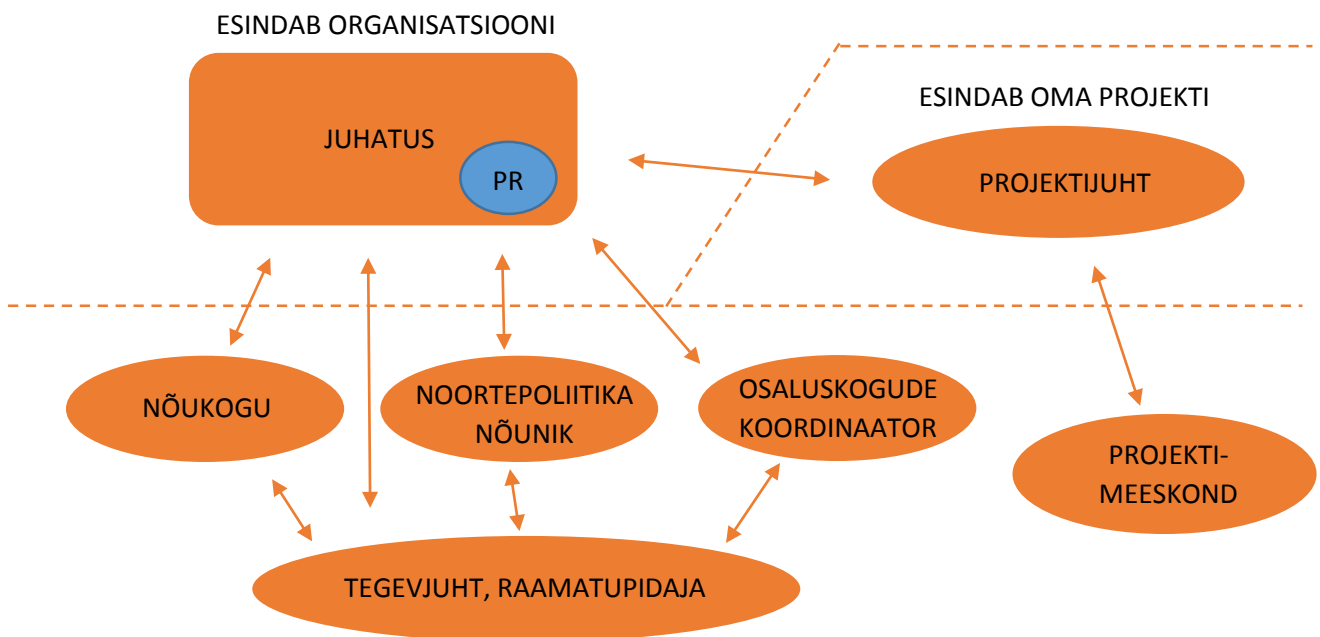 ESINDAB ORGANISATSIOONI
JUHATUS
PR
ESINDAB OMA PROJEKTI
PROJEKTIJUHT
NÕUKOGU
NOORTEPOLIITIKA
NÕUNIK
OSALUSKOGUDE
KOORDINAATOR
PROJEKTI-
MEESKOND
TEGEVJUHT, RAAMATUPIDAJA